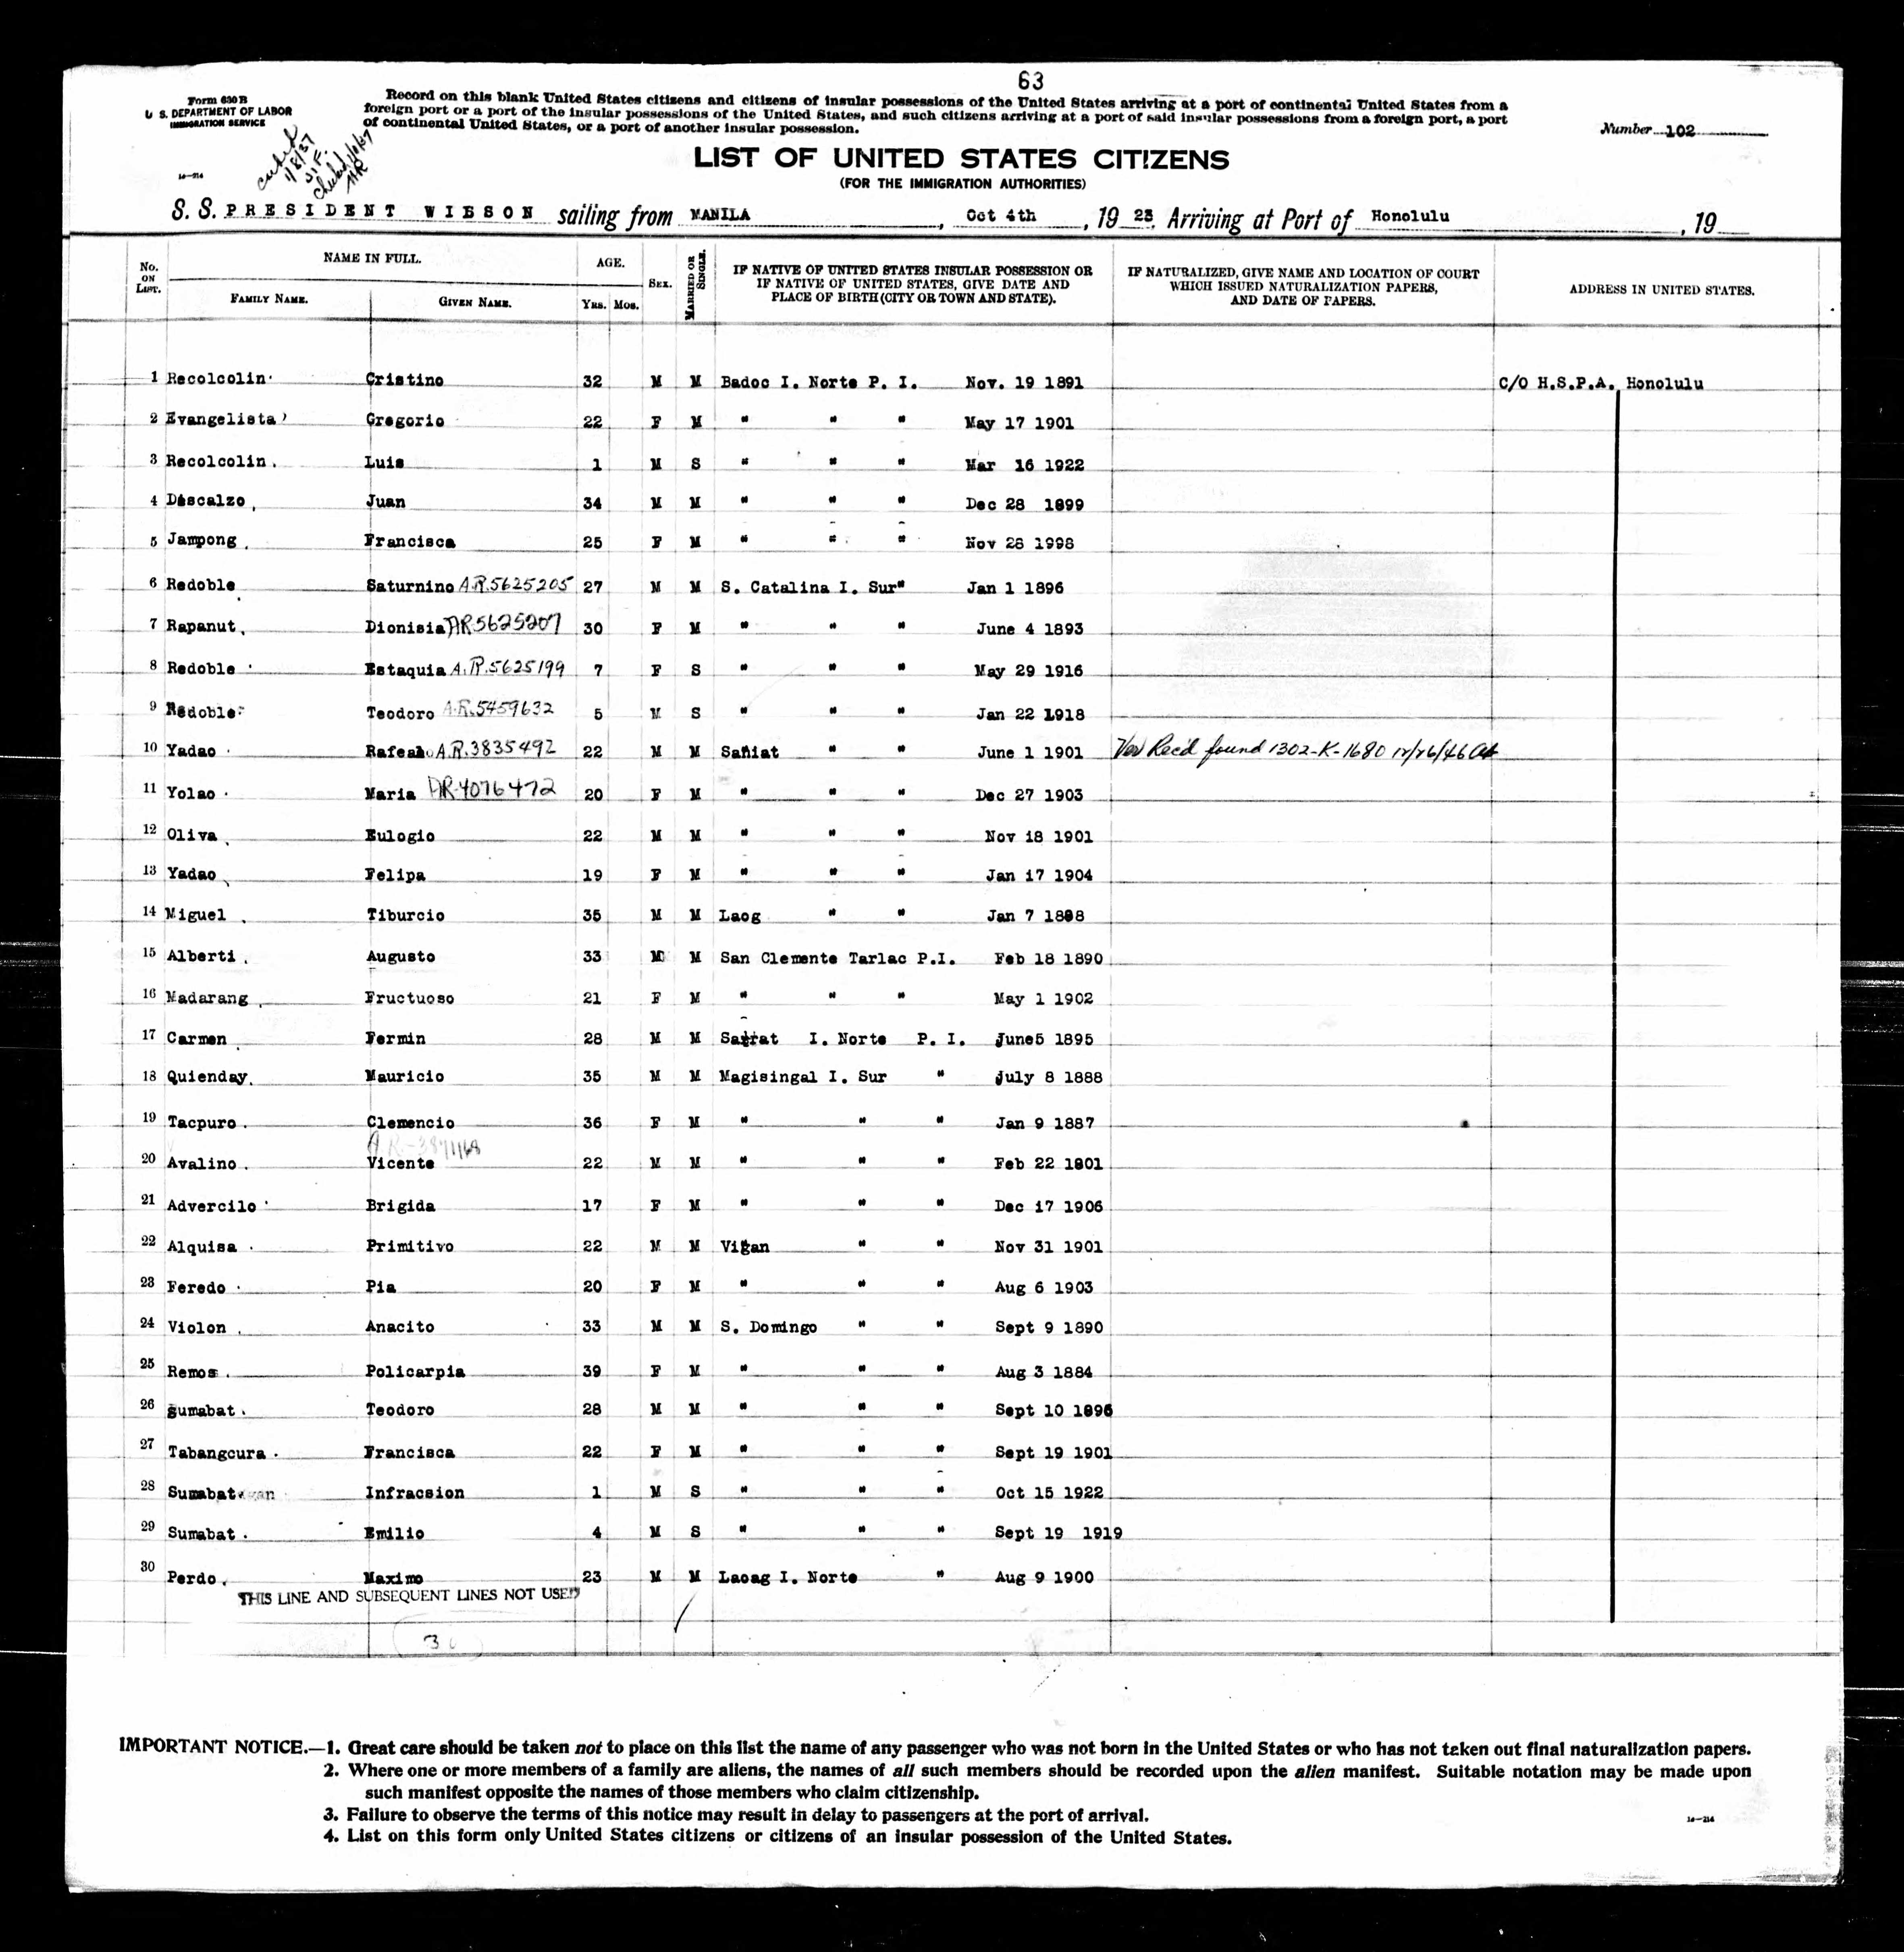 63
Form 630 B
U. S. DEPARTMENT OF LABOR
IMMIGRATION SERVICE
Record on this blank United States citizens and citizens of insular possessions of the United States arriving at a port of continental United States from a
foreign port or a port of the insular possessions of the United States, and such citizens arriving at a port of said insular possessions from a foreign port, a port
of continental United States, or a port of another insular possession.
Number 102
14-214
1/8/37
LIST OF UNITED STATES CITIZENS
(FOR THE IMMIGRATION AUTHORITIES)
S. S. PRESIDENT WIBSON sailing from MANILA, Oct 4th, 19 23. Arriving at Port of Honolulu, 19
No. ON LIST. NAME IN FULL. FAMILY NAME. GIVEN NAME. AGE. YRS. MOS. SEX. MARRIED OR SINGLE. IF NATIVE OF UNITED STATES INSULAR POSSESSION OR IF NATIVE OF UNITED STATES, GIVE DATE AND PLACE OF BIRTH (CITY OR TOWN AND STATE). IF NATURALIZED, GIVE NAME AND LOCATION OF COURT WHICH ISSUED NATURALIZATION PAPERS, AND DATE OF PAPERS. ADDRESS IN UNITED STATES.
1 Recolcolin Cristino 32 M M Badoc I. Norte P. I. Nov. 19 1891 C/O H.S.P.A. Honolulu
2 Evangelista Gregorio 22 F M " " " May 17 1901
3 Recolcolin Luis 1 M S " " " Mar 16 1922
4 Discalzo Juan 34 M M " " " Dec 28 1899
5 Jampong Francisca 25 F M " " " Nov 28 1998
6 Redoble Saturnino A.R.5625205 27 M M S. Catalina I. Sur" Jan 1 1896
7 Rapanut Dionisia AR5625207 30 F M " " " June 4 1893
8 Redoble Estaquia A.R.5625199 7 F S " " " May 29 1916
9 Redoble Teodoro A.R.5459632 5 M S " " " Jan 22 1918
10 Yadao Rafeal A.R.3835492 22 M M Sañiat " " June 1 1901 Ver Rec'd found 1302-K-1680 12/26/46
11 Yolao Maria AR4076472 20 F M " " " Dec 27 1903
12 Oliva Eulogio 22 M M " " " Nov 18 1901
13 Yadao Felipa 19 F M " " " Jan 17 1904
14 Miguel Tiburcio 35 M M Laog " " Jan 7 1888
15 Alberti Augusto 33 M M San Clemente Tarlac P.I. Feb 18 1890
16 Madarang Fructuoso 21 F M " " " May 1 1902
17 Carmen Fermin 28 M M Sarrat I. Norte P. I. June5 1895
18 Quienday Mauricio 35 M M Magisingal I. Sur " july 8 1888
19 Tacpuro Clemencio 36 F M " " " Jan 9 1887
20 Avalino Vicente 22 M M " " " Feb 22 1801
21 Advercilo Brigida 17 F M " " " Dec 17 1906
22 Alquisa Primitivo 22 M M Vigan " " Nov 31 1901
23 Feredo Pia 20 F M " " " Aug 6 1903
24 Violon Anacito 33 M M S. Domingo " " Sept 9 1890
25 Remos Policarpia 39 F M " " " Aug 3 1884
26 Sumabat Teodoro 28 M M " " " Sept 10 1896
27 Tabangcura Francisca 22 F M " " " Sept 19 1901
28 Sumabat Infracsion 1 M S " " " Oct 15 1922
29 Sumabat Emilio 4 M S " " " Sept 19 1919
30 Perdo Maximo 23 M M Laoag I. Norte " Aug 9 1900
THIS LINE AND SUBSEQUENT LINES NOT USED
30
IMPORTANT NOTICE.—1. Great care should be taken not to place on this list the name of any passenger who was not born in the United States or who has not taken out final naturalization papers.
2. Where one or more members of a family are aliens, the names of all such members should be recorded upon the alien manifest. Suitable notation may be made upon
such manifest opposite the names of those members who claim citizenship.
3. Failure to observe the terms of this notice may result in delay to passengers at the port of arrival.
4. List on this form only United States citizens or citizens of an insular possession of the United States.
14-214